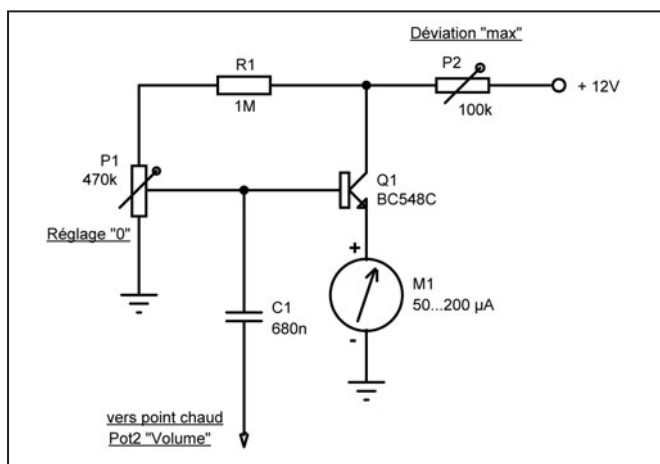 Déviation "max"
R1
1M
P2
100k
+ 12V
P1
470k
Réglage "0"
Q1
BC548C
+
M1
50...200 µA
-
C1
680n
vers point chaud
Pot2 "Volume"